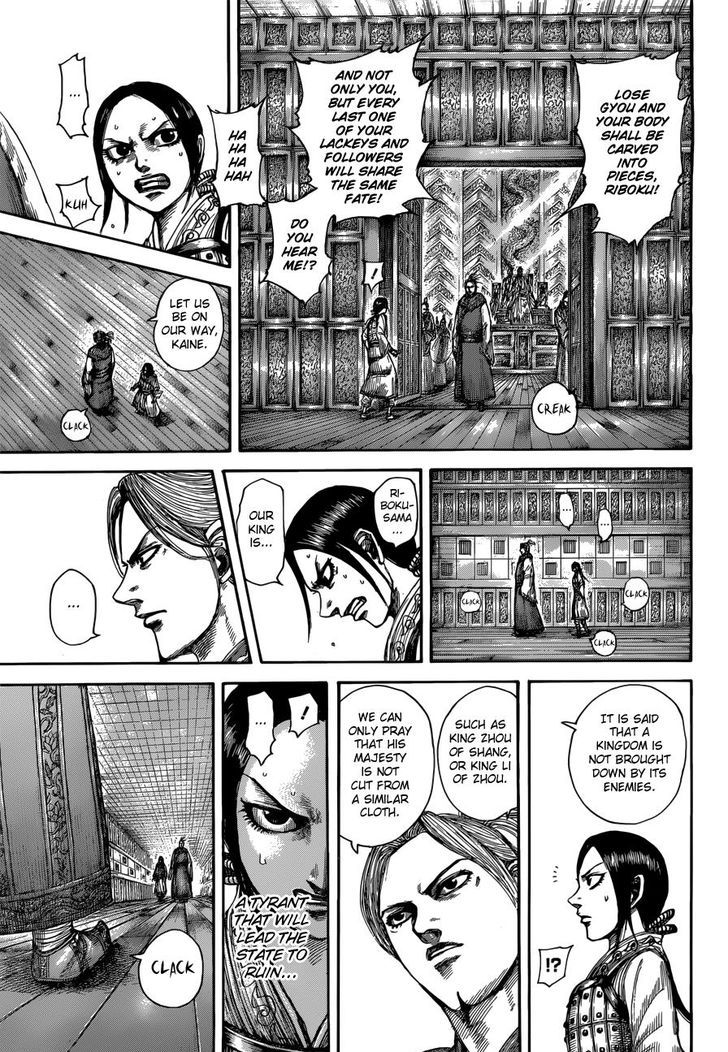 LOSE
GYOU AND
YOUR BODY
SHALL BE
CARVED
INTO
PIECES,
RIBOKU!
AND NOT
ONLY YOU,
BUT EVERY
LAST ONE
OF YOUR
LACKEYS AND
FOLLOWERS
WILL SHARE
THE SAME
FATE!
DO
YOU
HEAR
ME!?
!
CREAK
HA
HA
HA
HAH
...
KUH
LET US
BE ON
OUR WAY,
KAINE.
CLACK
...
...
CLACK
CLACK
CLACK
RI-
BOKU-
SAMA
...
OUR
KING
IS...
...
IT IS SAID
THAT A
KINGDOM IS
NOT BROUGHT
DOWN BY ITS
ENEMIES.
!?
SUCH AS
KING ZHOU
OF SHANG,
OR KING LI
OF ZHOU.
WE CAN
ONLY PRAY
THAT HIS
MAJESTY
IS NOT
CUT FROM
A SIMILAR
CLOTH.
!
...
A TYRANT
THAT WILL
LEAD THE
STATE TO
RUIN...
CLACK